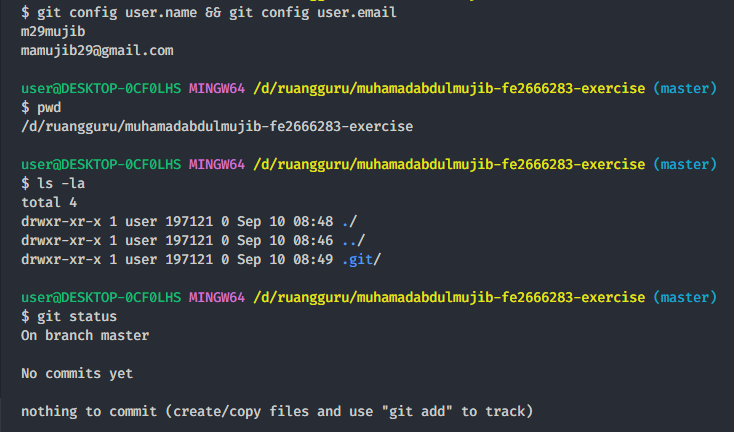 $ git config user.name && git config user.email
m29mujib
mamujib29@gmail.com
user@DESKTOP-0CF0LHS MINGW64 /d/ruangguru/muhamadabdulmujib-fe2666283-exercise (master)
$ pwd
/d/ruangguru/muhamadabdulmujib-fe2666283-exercise
user@DESKTOP-0CF0LHS MINGW64 /d/ruangguru/muhamadabdulmujib-fe2666283-exercise (master)
$ ls -la
total 4
drwxr-xr-x 1 user 197121 0 Sep 10 08:48 ./
drwxr-xr-x 1 user 197121 0 Sep 10 08:46 ../
drwxr-xr-x 1 user 197121 0 Sep 10 08:49 .git/
user@DESKTOP-0CF0LHS MINGW64 /d/ruangguru/muhamadabdulmujib-fe2666283-exercise (master)
$ git status
On branch master
No commits yet
nothing to commit (create/copy files and use "git add" to track)